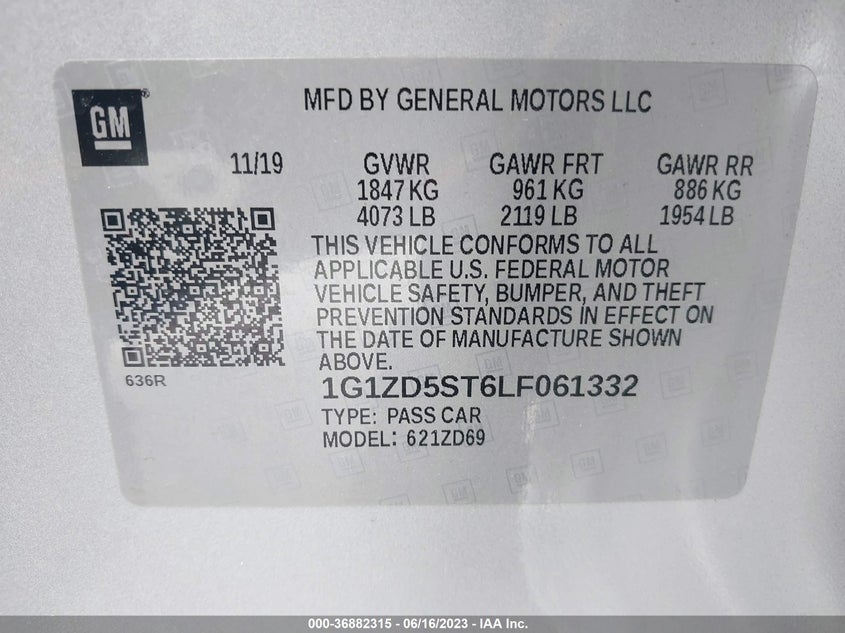 GM ®
MFD BY GENERAL MOTORS LLC
11/19 GVWR GAWR FRT GAWR RR
1847 KG 961 KG 886 KG
4073 LB 2119 LB 1954 LB
THIS VEHICLE CONFORMS TO ALL
APPLICABLE U.S. FEDERAL MOTOR
VEHICLE SAFETY, BUMPER, AND THEFT
PREVENTION STANDARDS IN EFFECT ON
THE DATE OF MANUFACTURE SHOWN
ABOVE.
636R
1G1ZD5ST6LF061332
TYPE: PASS CAR
MODEL: 621ZD69
000-36882315 - 06/16/2023 - IAA Inc.